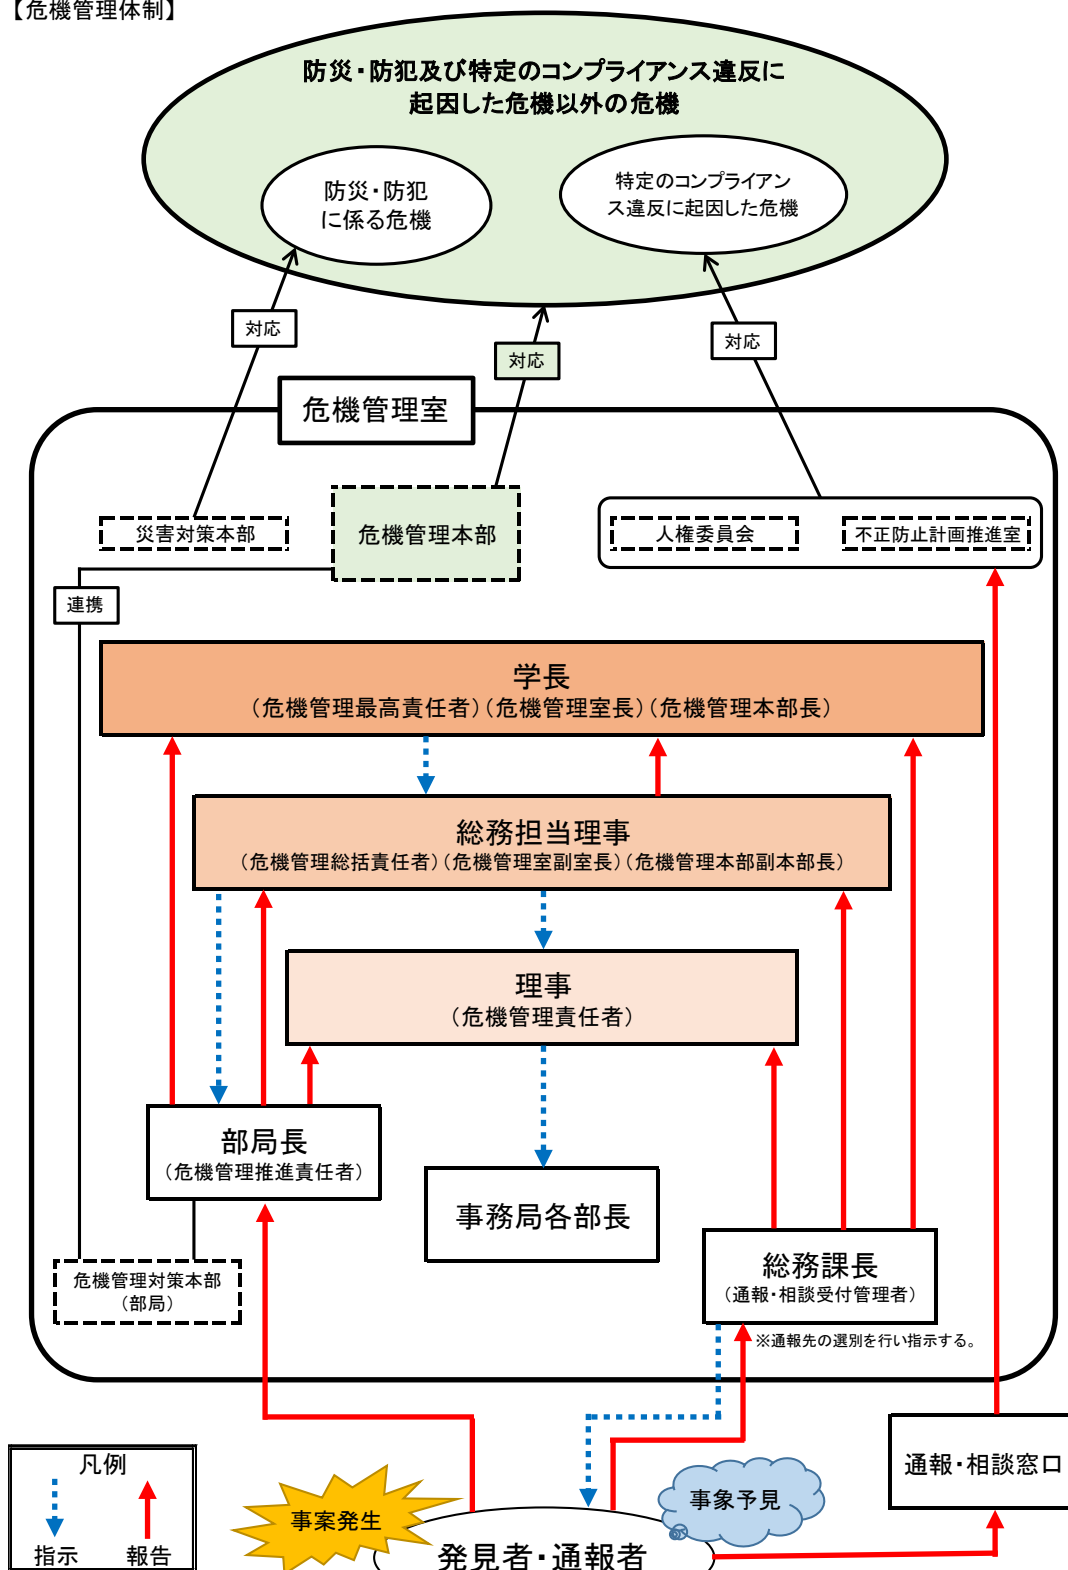 【危機管理体制】
防災・防犯及び特定のコンプライアンス違反に
起因した危機以外の危機
防災・防犯
に係る危機
特定のコンプライアン
ス違反に起因した危機
対応
対応
対応
危機管理室
災害対策本部
危機管理本部
人権委員会
不正防止計画推進室
連携
学長
（危機管理最高責任者）（危機管理室長）（危機管理本部長）
総務担当理事
（危機管理総括責任者）（危機管理室副室長）（危機管理本部副本部長）
理事
（危機管理責任者）
部局長
（危機管理推進責任者）
事務局各部長
総務課長
（通報・相談受付管理者）
危機管理対策本部
（部局）
※通報先の選別を行い指示する。
通報・相談窓口
凡例
指示
報告
事案発生
事象予見
発見者・通報者